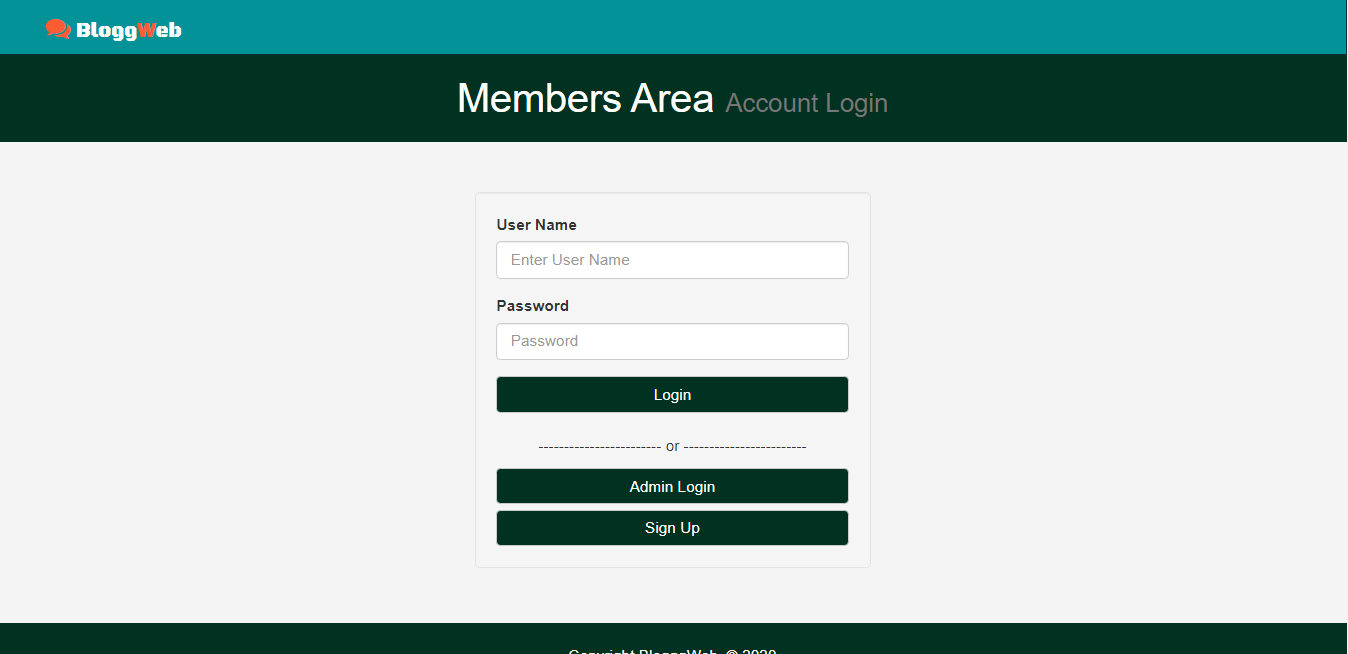 BloggWeb
Members Area Account Login
User Name
Enter User Name
Password
Password
Login
------------------------ or ------------------------
Admin Login
Sign Up
Copyright BlogggWeb, © 2020